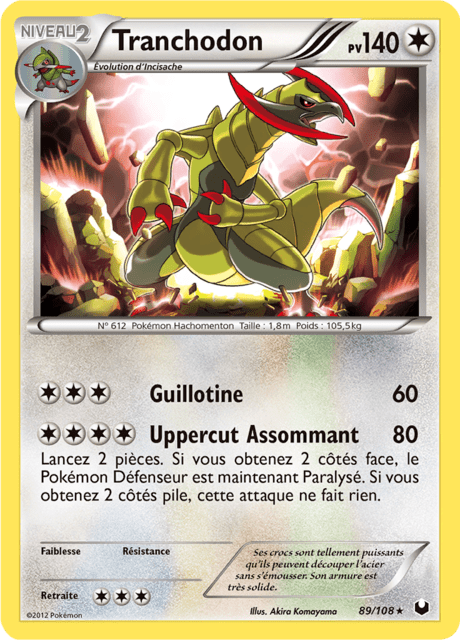 NIVEAU2
Tranchodon
PV140
Évolution d'Incisache
N° 612 Pokémon Hachomenton Taille : 1,8m Poids : 105,5kg
Guillotine 60
Uppercut Assommant 80
Lancez 2 pièces. Si vous obtenez 2 côtés face, le
Pokémon Défenseur est maintenant Paralysé. Si vous
obtenez 2 côtés pile, cette attaque ne fait rien.
Faiblesse Résistance
Retraite
Ses crocs sont tellement puissants
qu'ils peuvent découper l'acier
sans s'émousser. Son armure est
très solide.
©2012 Pokémon
Illus. Akira Komayama
89/108